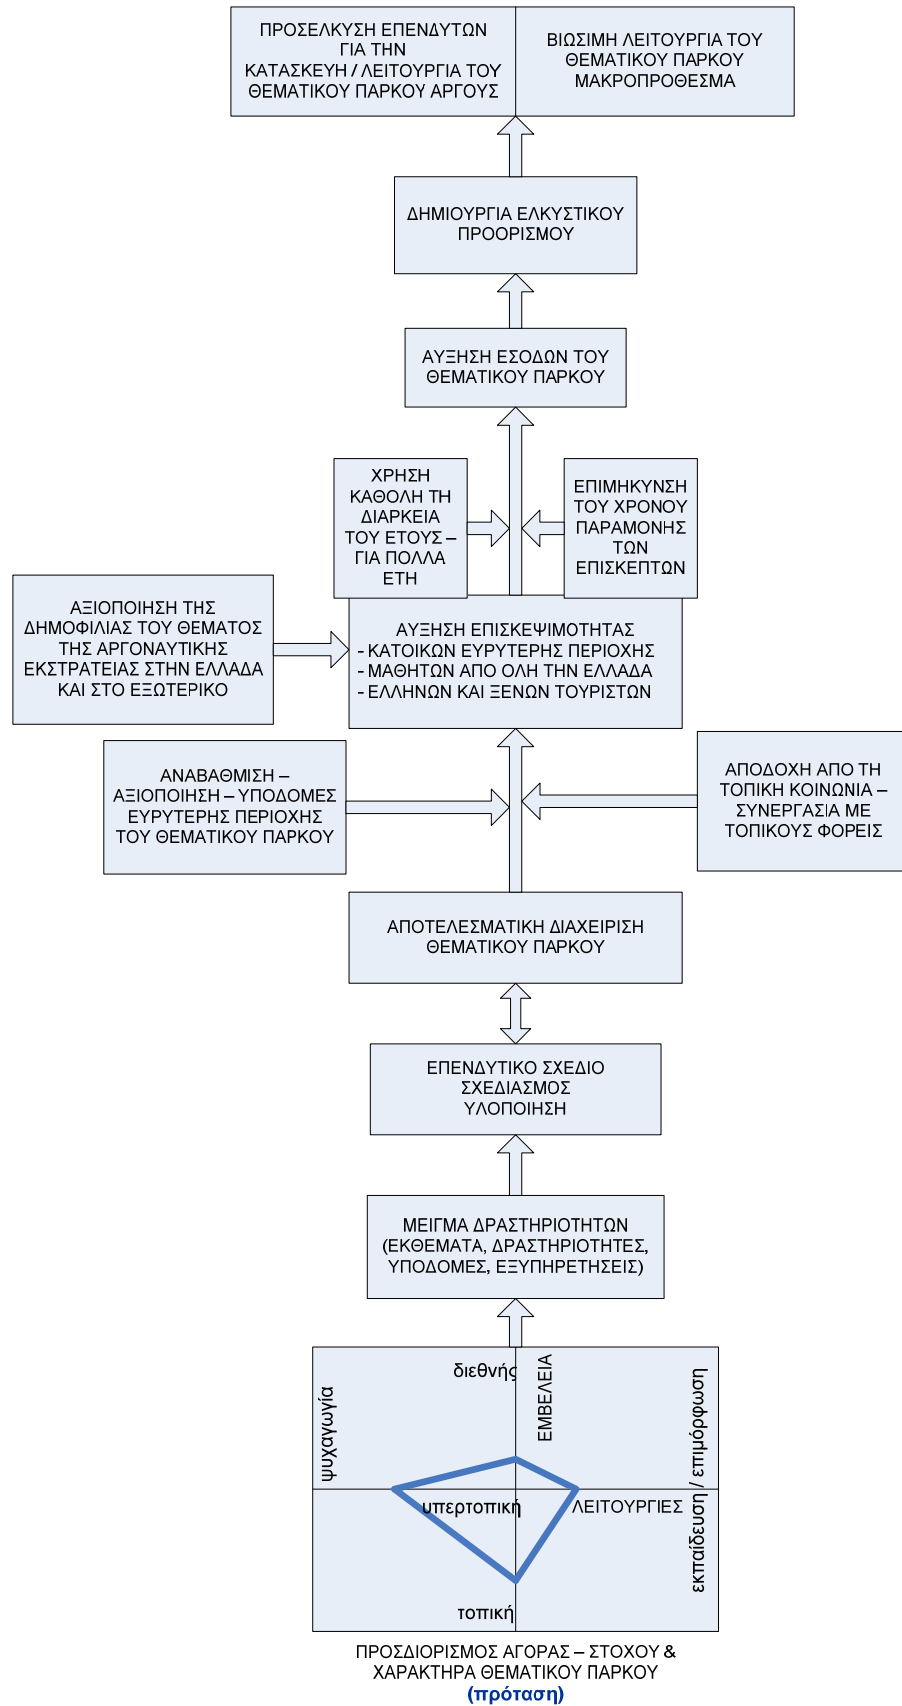 ΠΡΟΣΕΛΚΥΣΗ ΕΠΕΝΔΥΤΩΝ
ΓΙΑ ΤΗΝ
ΚΑΤΑΣΚΕΥΗ / ΛΕΙΤΟΥΡΓΙΑ ΤΟΥ
ΘΕΜΑΤΙΚΟΥ ΠΑΡΚΟΥ ΑΡΓΟΥΣ
ΒΙΩΣΙΜΗ ΛΕΙΤΟΥΡΓΙΑ ΤΟΥ
ΘΕΜΑΤΙΚΟΥ ΠΑΡΚΟΥ
ΜΑΚΡΟΠΡΟΘΕΣΜΑ
ΔΗΜΙΟΥΡΓΙΑ ΕΛΚΥΣΤΙΚΟΥ
ΠΡΟΟΡΙΣΜΟΥ
ΑΥΞΗΣΗ ΕΣΟΔΩΝ ΤΟΥ
ΘΕΜΑΤΙΚΟΥ ΠΑΡΚΟΥ
ΧΡΗΣΗ
ΚΑΘΟΛΗ ΤΗ
ΔΙΑΡΚΕΙΑ
ΤΟΥ ΕΤΟΥΣ –
ΓΙΑ ΠΟΛΛΑ
ΕΤΗ
ΕΠΙΜΗΚΥΝΣΗ
ΤΟΥ ΧΡΟΝΟΥ
ΠΑΡΑΜΟΝΗΣ
ΤΩΝ
ΕΠΙΣΚΕΠΤΩΝ
ΑΞΙΟΠΟΙΗΣΗ ΤΗΣ
ΔΗΜΟΦΙΛΙΑΣ ΤΟΥ ΘΕΜΑΤΟΣ
ΤΗΣ ΑΡΓΟΝΑΥΤΙΚΗΣ
ΕΚΣΤΡΑΤΕΙΑΣ ΣΤΗΝ ΕΛΛΑΔΑ
ΚΑΙ ΣΤΟ ΕΞΩΤΕΡΙΚΟ
ΑΥΞΗΣΗ ΕΠΙΣΚΕΨΙΜΟΤΗΤΑΣ
- ΚΑΤΟΙΚΩΝ ΕΥΡΥΤΕΡΗΣ ΠΕΡΙΟΧΗΣ
- ΜΑΘΗΤΩΝ ΑΠΟ ΟΛΗ ΤΗΝ ΕΛΛΑΔΑ
- ΕΛΛΗΝΩΝ ΚΑΙ ΞΕΝΩΝ ΤΟΥΡΙΣΤΩΝ
ΑΝΑΒΑΘΜΙΣΗ –
ΑΞΙΟΠΟΙΗΣΗ – ΥΠΟΔΟΜΕΣ
ΕΥΡΥΤΕΡΗΣ ΠΕΡΙΟΧΗΣ
ΤΟΥ ΘΕΜΑΤΙΚΟΥ ΠΑΡΚΟΥ
ΑΠΟΔΟΧΗ ΑΠΟ ΤΗ
ΤΟΠΙΚΗ ΚΟΙΝΩΝΙΑ –
ΣΥΝΕΡΓΑΣΙΑ ΜΕ
ΤΟΠΙΚΟΥΣ ΦΟΡΕΙΣ
ΑΠΟΤΕΛΕΣΜΑΤΙΚΗ ΔΙΑΧΕΙΡΙΣΗ
ΘΕΜΑΤΙΚΟΥ ΠΑΡΚΟΥ
ΕΠΕΝΔΥΤΙΚΟ ΣΧΕΔΙΟ
ΣΧΕΔΙΑΣΜΟΣ
ΥΛΟΠΟΙΗΣΗ
ΜΕΙΓΜΑ ΔΡΑΣΤΗΡΙΟΤΗΤΩΝ
(ΕΚΘΕΜΑΤΑ, ΔΡΑΣΤΗΡΙΟΤΗΤΕΣ,
ΥΠΟΔΟΜΕΣ, ΕΞΥΠΗΡΕΤΗΣΕΙΣ)
διεθνής
ΕΜΒΕΛΕΙΑ
ψυχαγωγία
εκπαίδευση / επιμόρφωση
υπερτοπική
ΛΕΙΤΟΥΡΓΙΕΣ
τοπική
ΠΡΟΣΔΙΟΡΙΣΜΟΣ ΑΓΟΡΑΣ – ΣΤΟΧΟΥ &
ΧΑΡΑΚΤΗΡΑ ΘΕΜΑΤΙΚΟΥ ΠΑΡΚΟΥ
(πρόταση)